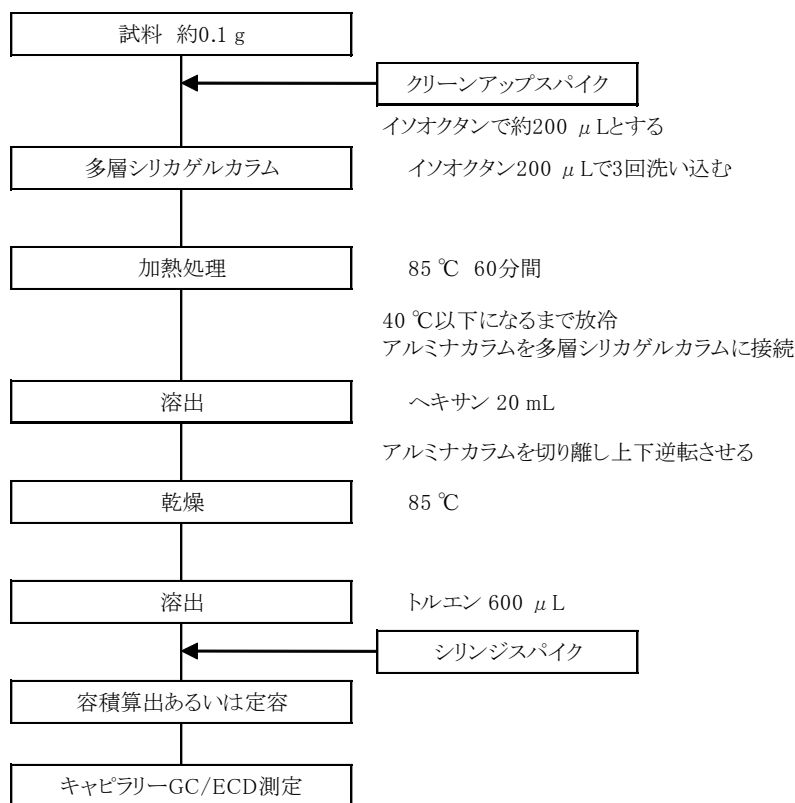 試料 約0.1 g
クリーンアップスパイク
イソオクタンで約200 μLとする
多層シリカゲルカラム
イソオクタン200 μLで3回洗い込む
加熱処理
85 ℃ 60分間
40 ℃以下になるまで放冷
アルミナカラムを多層シリカゲルカラムに接続
溶出
ヘキサン 20 mL
アルミナカラムを切り離し上下逆転させる
乾燥
85 ℃
溶出
トルエン 600 μL
シリンジスパイク
容積算出あるいは定容
キャピラリーGC/ECD測定